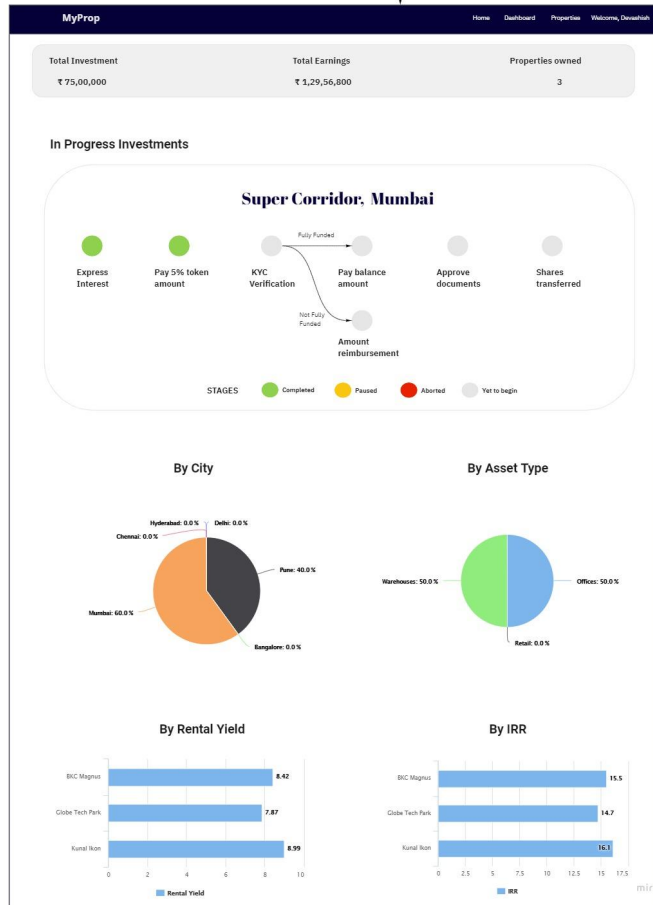 MyProp
Home Dashboard Properties Welcome, Devashish
Total Investment Total Earnings Properties owned
₹ 75,00,000 ₹ 1,29,56,800 3
In Progress Investments
Super Corridor, Mumbai
Fully Funded
Express Interest
Pay 5% token amount
KYC Verification
Pay balance amount
Approve documents
Shares transferred
Not Fully
Funded
Amount
reimbursement
STAGES Completed Paused Aborted Yet to begin
By City
Hyderabad: 0.0 % Delhi: 0.0 %
Chennai: 0.0 %
Pune: 40.0 %
Mumbai: 60.0 %
Bangalore: 0.0 %
By Asset Type
Warehouses: 50.0 % Offices: 50.0 %
Retail: 0.0 %
By Rental Yield
BKC Magnus 8.42
Globe Tech Park 7.87
Kunal Ikon 8.99
0 2 4 6 8 10
Rental Yield
By IRR
BKC Magnus 15.5
Globe Tech Park 14.7
Kunal Ikon 16.1
0 2.5 5 7.5 10 12.5 15 17.5
IRR